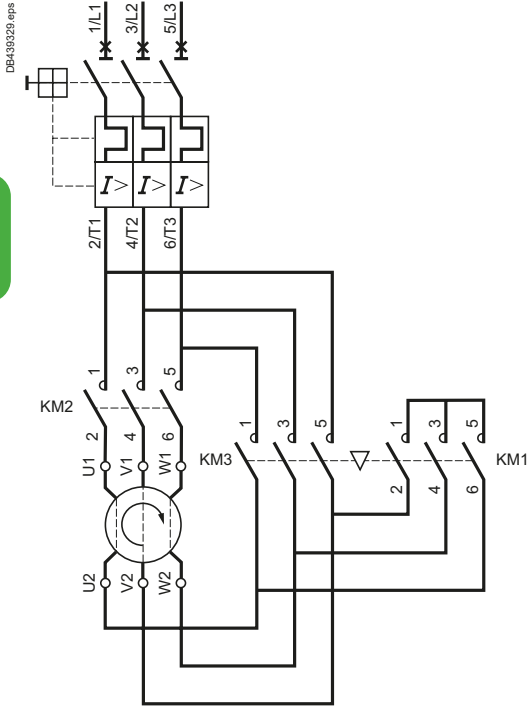 DB439329.eps
1/L1 3/L2 5/L3
I> I> I>
2/T1 4/T2 6/T3
1 3 5
KM2
2 4 6
U1 V1 W1
U2 V2 W2
1 3 5
KM3
1 3 5
KM1
2 4 6